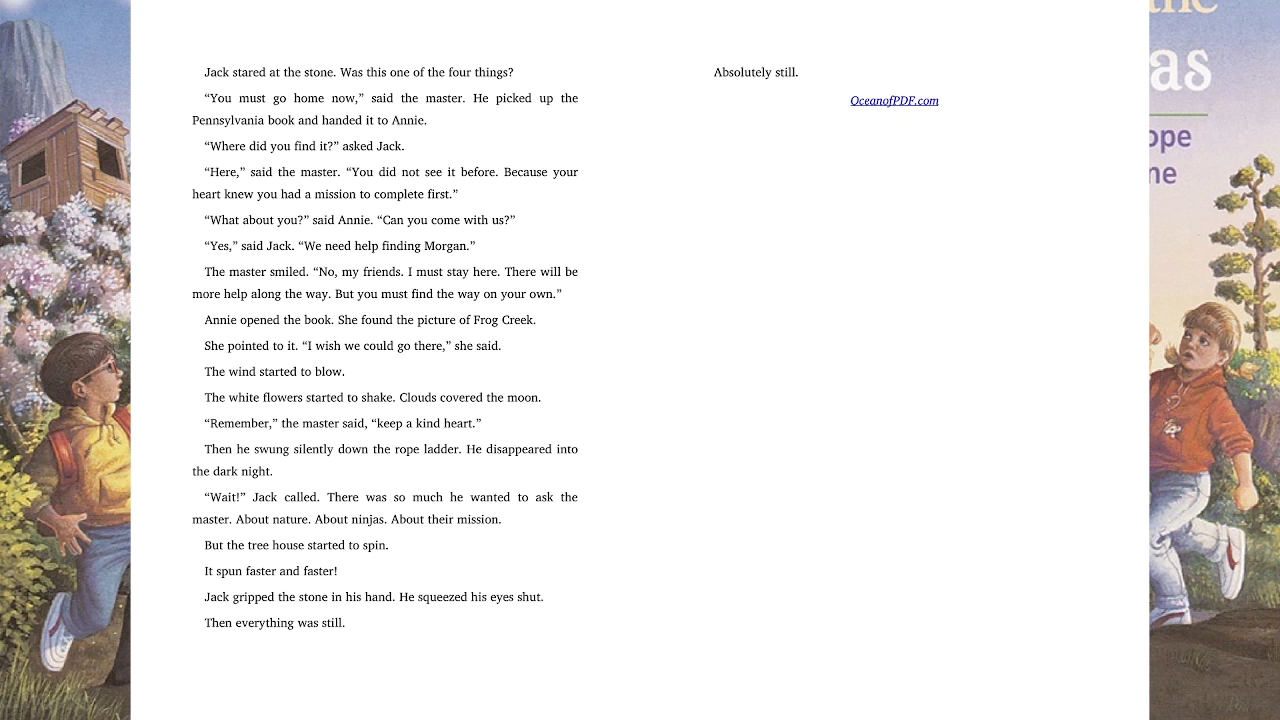 Jack stared at the stone. Was this one of the four things?
“You must go home now,” said the master. He picked up the
Pennsylvania book and handed it to Annie.
“Where did you find it?” asked Jack.
“Here,” said the master. “You did not see it before. Because your
heart knew you had a mission to complete first.”
“What about you?” said Annie. “Can you come with us?”
“Yes,” said Jack. “We need help finding Morgan.”
The master smiled. “No, my friends. I must stay here. There will be
more help along the way. But you must find the way on your own.”
Annie opened the book. She found the picture of Frog Creek.
She pointed to it. “I wish we could go there,” she said.
The wind started to blow.
The white flowers started to shake. Clouds covered the moon.
“Remember,” the master said, “keep a kind heart.”
Then he swung silently down the rope ladder. He disappeared into
the dark night.
“Wait!” Jack called. There was so much he wanted to ask the
master. About nature. About ninjas. About their mission.
But the tree house started to spin.
It spun faster and faster!
Jack gripped the stone in his hand. He squeezed his eyes shut.
Then everything was still.
Absolutely still.
OceanofPDF.com
as
ope
ne